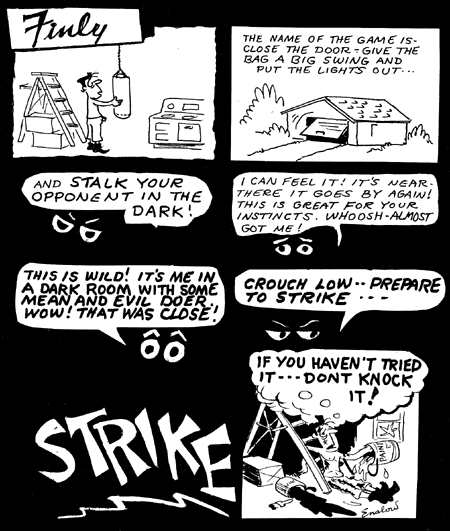 Finly
THE NAME OF THE GAME IS-
CLOSE THE DOOR - GIVE THE
BAG A BIG SWING AND
PUT THE LIGHTS OUT...
AND STALK YOUR
OPPONENT IN THE
DARK!
I CAN FEEL IT! IT'S NEAR-
THERE IT GOES BY AGAIN!
THIS IS GREAT FOR YOUR
INSTINCTS. WHOOSH-ALMOST
GOT ME!
THIS IS WILD! IT'S ME IN
A DARK ROOM WITH SOME
MEAN AND EVIL DOER.
WOW! THAT WAS CLOSE!
CROUCH LOW-- PREPARE
TO STRIKE ---
STRIKE
IF YOU HAVEN'T TRIED
IT---DONT KNOCK
IT!
PAINT
Enslow